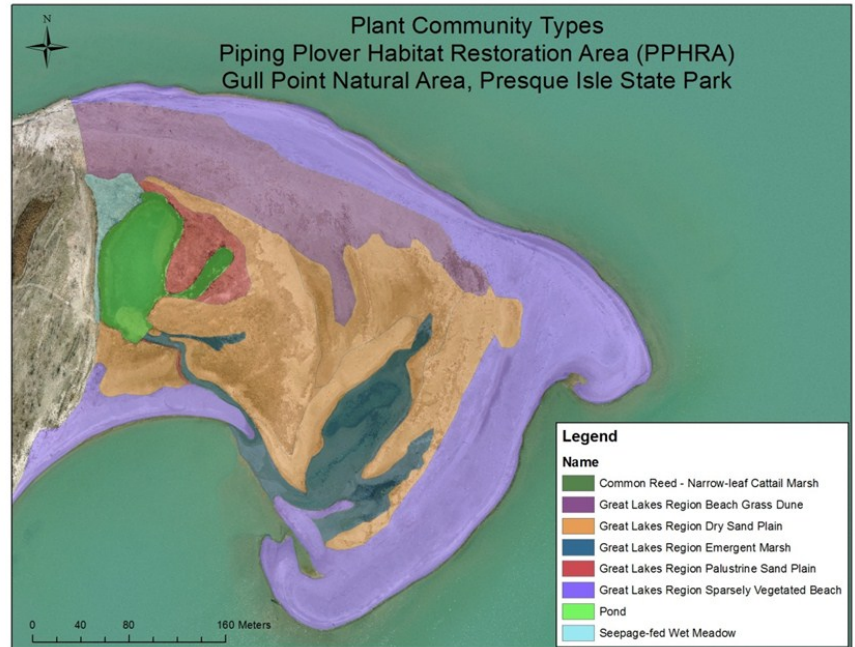 N
Plant Community Types
Piping Plover Habitat Restoration Area (PPHRA)
Gull Point Natural Area, Presque Isle State Park
Legend
Name
Common Reed - Narrow-leaf Cattail Marsh
Great Lakes Region Beach Grass Dune
Great Lakes Region Dry Sand Plain
Great Lakes Region Emergent Marsh
Great Lakes Region Palustrine Sand Plain
Great Lakes Region Sparsely Vegetated Beach
Pond
Seepage-fed Wet Meadow
0 40 80 160 Meters